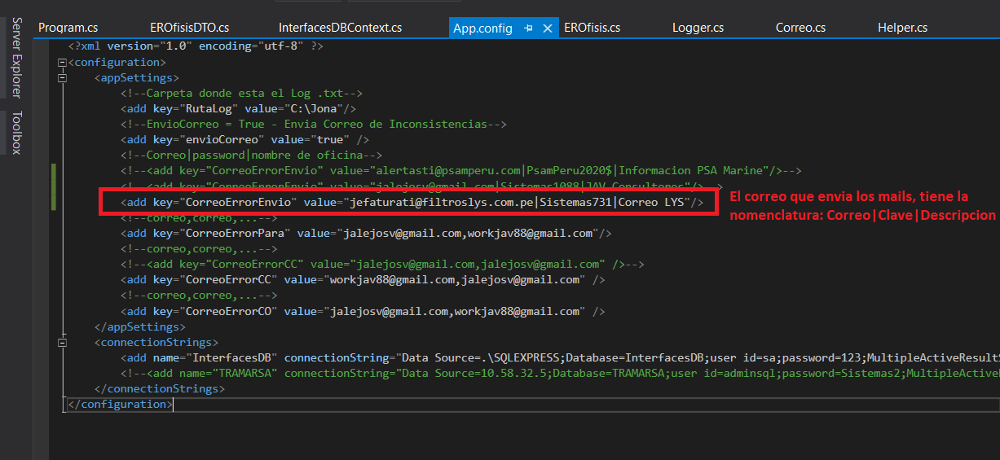 Server Explorer
Toolbox
Program.cs EROfisisDTO.cs InterfacesDBContext.cs App.config EROfisis.cs Logger.cs Correo.cs Helper.cs
<?xml version="1.0" encoding="utf-8" ?>
<configuration>
<appSettings>
<!--Carpeta donde esta el Log .txt-->
<add key="RutaLog" value="C:\Jona"/>
<!--EnvioCorreo = True - Envia Correo de Inconsistencias-->
<add key="envioCorreo" value="true" />
<!--Correo|password|nombre de oficina-->
<!--<add key="CorreoErrorEnvio" value="alertasti@psamperu.com|PsamPeru2020$|Informacion PSA Marine"/>-->
<!--<add key="CorreoErrorEnvio" value="jalejosv@gmail.com|Sistemas1088|JAV Consultores"/>-->
<add key="CorreoErrorEnvio" value="jefaturati@filtroslys.com.pe|Sistemas731|Correo LYS"/>
El correo que envia los mails, tiene la
nomenclatura: Correo|Clave|Descripcion
<!--correo,correo,...-->
<add key="CorreoErrorPara" value="jalejosv@gmail.com,workjav88@gmail.com"/>
<!--correo,correo,...-->
<!--<add key="CorreoErrorCC" value="jalejosv@gmail.com,jalejosv@gmail.com" />-->
<add key="CorreoErrorCC" value="workjav88@gmail.com,jalejosv@gmail.com" />
<!--correo,correo,...-->
<add key="CorreoErrorCO" value="jalejosv@gmail.com,workjav88@gmail.com" />
</appSettings>
<connectionStrings>
<add name="InterfacesDB" connectionString="Data Source=.\SQLEXPRESS;Database=InterfacesDB;user id=sa;password=123;MultipleActiveResultS
<!--<add name="TRAMARSA" connectionString="Data Source=10.58.32.5;Database=TRAMARSA;user id=adminsql;password=Sistemas2;MultipleActiveR
</connectionStrings>
</configuration>